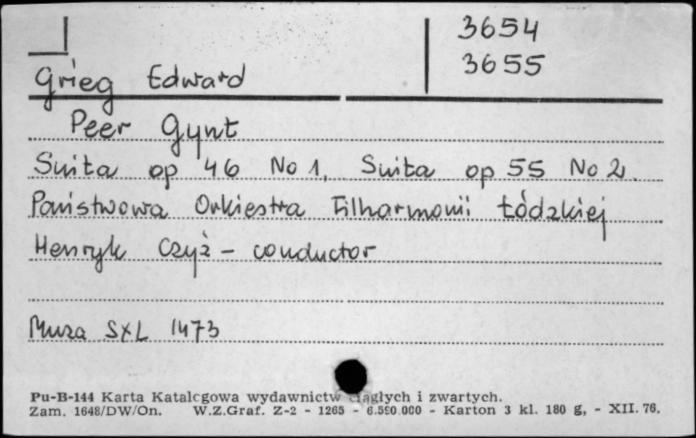 3654
3655
Grieg Edward
Peer Gynt
Suita op 46 No 1, Suita op 55 No 2.
Państwowa Orkiestra Filharmonii Łódzkiej
Henryk Czyż - conductor
Muza SXL 1473
Pu-B-144 Karta Katalogowa wydawnictw ciągłych i zwartych.
Zam. 1648/DW/On. W.Z.Graf. Z-2 - 1265 - 6.550.000 - Karton 3 kl. 180 g, - XII. 76.